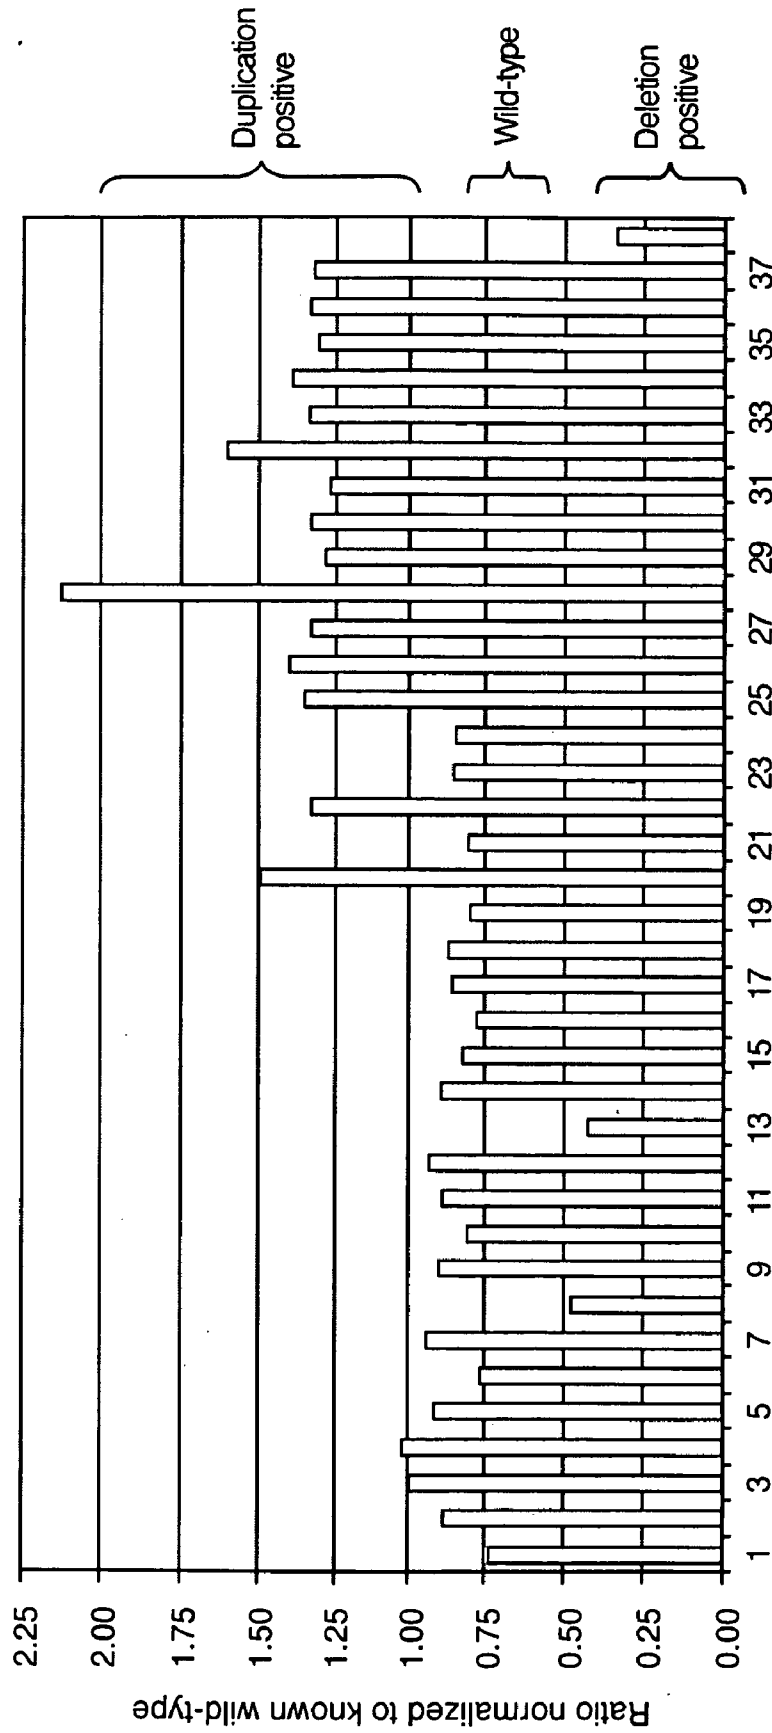 Ratio normalized to known wild-type
2.25
2.00
1.75
1.50
1.25
1.00
0.75
0.50
0.25
0.00
1 3 5 7 9 11 13 15 17 19 21 23 25 27 29 31 33 35 37
Duplication
positive
Wild-type
Deletion
positive